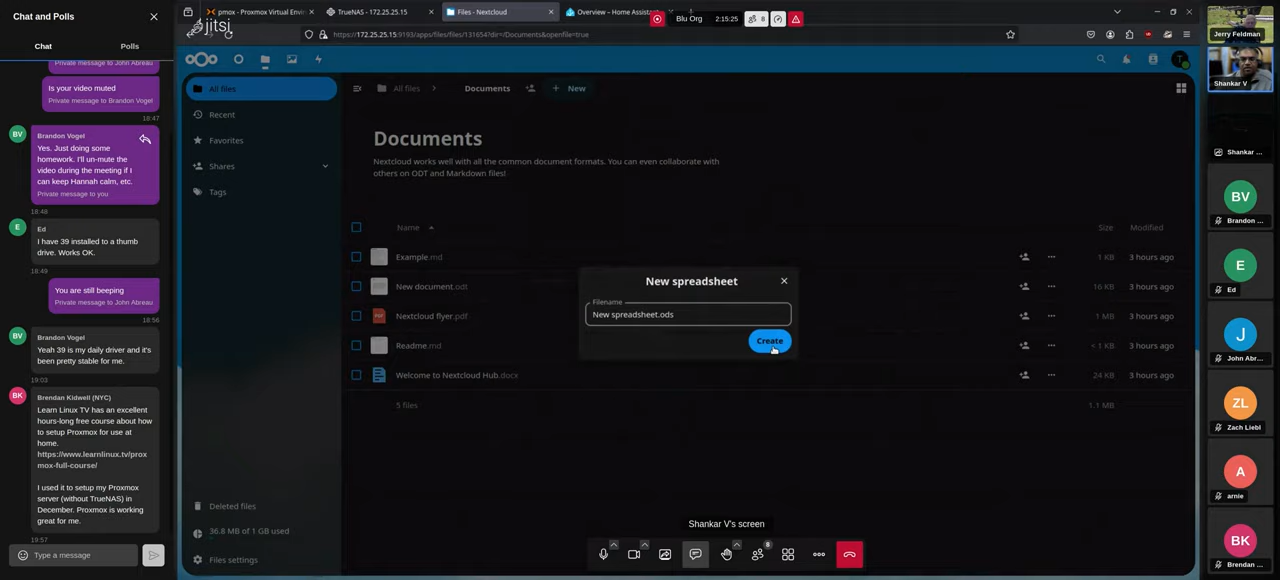 Chat and Polls
Chat
Polls
Private message to John Abreau
Is your video muted
Private message to Brandon Vogel
18:47
BV
Brandon Vogel
Yes. Just doing some
homework. I'll un-mute the
video during the meeting if I
can keep Hannah calm, etc.
Private message to you
18:48
E
Ed
I have 39 installed to a thumb
drive. Works OK.
18:49
You are still beeping
Private message to John Abreau
18:56
BV
Brandon Vogel
Yeah 39 is my daily driver and it's
been pretty stable for me.
19:03
BK
Brendan Kidwell (NYC)
Learn Linux TV has an excellent
hours-long free course about how
to setup Proxmox for use at
home.
https://www.learnlinux.tv/prox
mox-full-course/
I used it to setup my Proxmox
server (without TrueNAS) in
December. Proxmox is working
great for me.
19:57
Type a message
pmox - Proxmox Virtual Envir
TrueNAS - 172.25.25.15
Files - Nextcloud
Overview – Home Assistant
jitsi
Blu Org
2:15:25
8
https://172.25.25.15:9193/apps/files/files/131654?dir=/Documents&openfile=true
T
All files
Recent
Favorites
Shares
Tags
Deleted files
36.8 MB of 1 GB used
Files settings
All files
Documents
New
Documents
Nextcloud works well with all the common document formats. You can even collaborate with
others on ODT and Markdown files!
Name
Size
Modified
Example.md
1 KB
3 hours ago
New document.odt
16 KB
3 hours ago
PDF
Nextcloud flyer.pdf
1 MB
3 hours ago
Readme.md
< 1 KB
3 hours ago
Welcome to Nextcloud Hub.docx
24 KB
3 hours ago
5 files
1.1 MB
New spreadsheet
Filename
New spreadsheet.ods
Create
Shankar V's screen
8
Jerry Feldman
Shankar V
Shankar ...
BV
Brandon ...
E
Ed
J
John Abr...
ZL
Zach Liebl
A
arnie
BK
Brendan ...